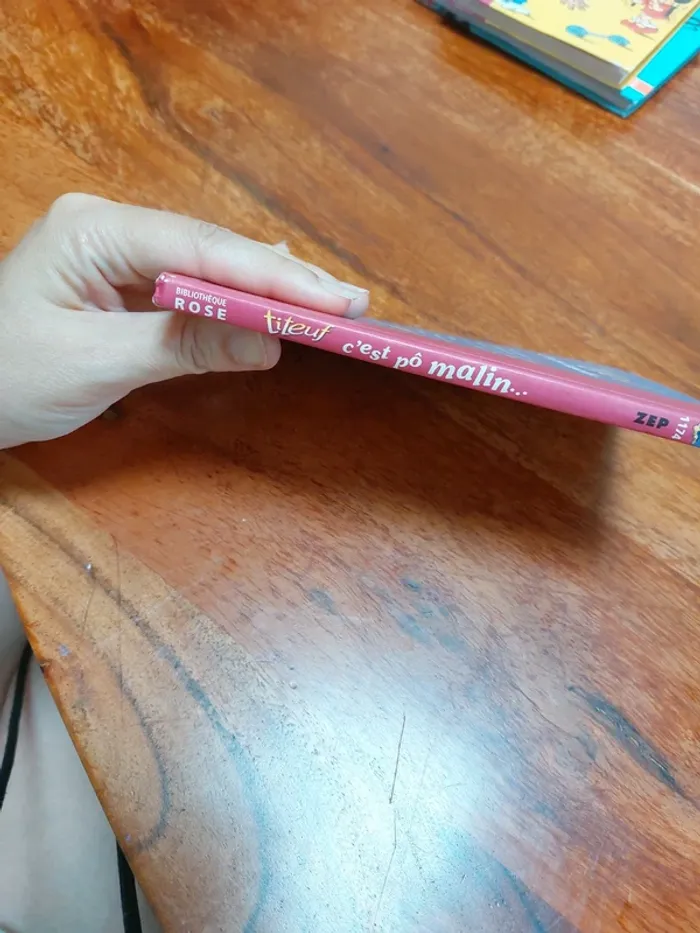 BIBLIOTHÈQUE
ROSE
titeuf
c'est pô malin...
ZEP
1174